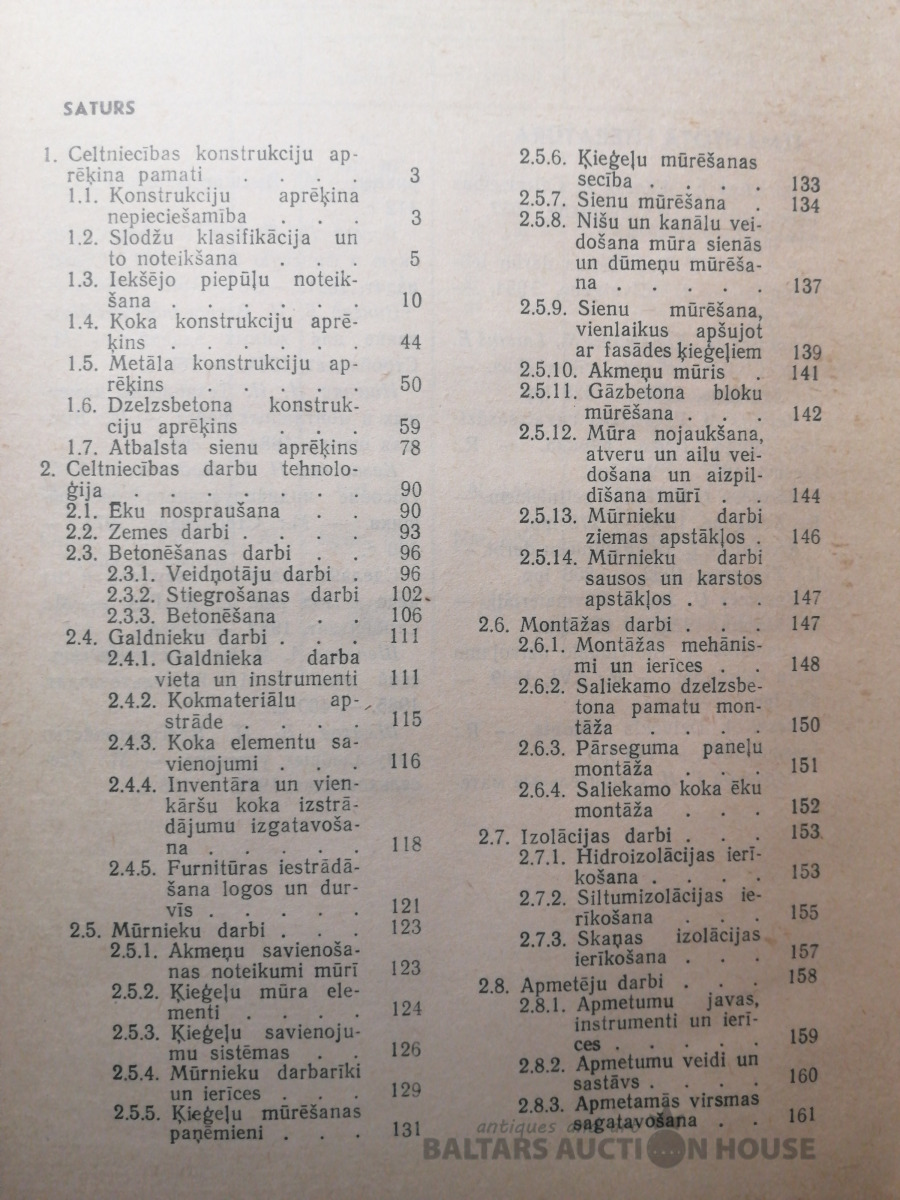 SATURS
1. Celtniecības konstrukciju ap-
rēķina pamati . . . . 3
1.1. Konstrukciju aprēķina
nepieciešamība . . . 3
1.2. Slodžu klasifikācija un
to noteikšana . . . 5
1.3. Iekšējo piepūļu noteik-
šana . . . . . . 10
1.4. Koka konstrukciju aprē-
ķins . . . . . . 44
1.5. Metāla konstrukciju ap-
rēķins . . . . . 50
1.6. Dzelzsbetona konstruk-
ciju aprēķins . . . 59
1.7. Atbalsta sienu aprēķins 78
2. Celtniecības darbu tehnolo-
ģija . . . . . . . 90
2.1. Ēku nospraušana . . 90
2.2. Zemes darbi . . . . 93
2.3. Betonēšanas darbi . . 96
2.3.1. Veidņotāju darbi . 96
2.3.2. Stiegrošanas darbi 102
2.3.3. Betonēšana . . 106
2.4. Galdnieku darbi . . . 111
2.4.1. Galdnieka darba
vieta un instrumenti 111
2.4.2. Kokmateriālu ap-
strāde . . . . 115
2.4.3. Koka elementu sa-
vienojumi . . . 116
2.4.4. Inventāra un vien-
kāršu koka izstrā-
dājumu izgatavoša-
na . . . . . 118
2.4.5. Furnitūras iestrādā-
šana logos un dur-
vīs . . . . . 121
2.5. Mūrnieku darbi . . . 123
2.5.1. Akmeņu savienoša-
nas noteikumi mūrī 123
2.5.2. Ķieģeļu mūra ele-
menti . . . . 124
2.5.3. Ķieģeļu savienoju-
mu sistēmas . . 126
2.5.4. Mūrnieku darbarīki
un ierīces . . . 129
2.5.5. Ķieģeļu mūrēšanas
paņēmieni . . . 131
2.5.6. Ķieģeļu mūrēšanas
secība . . . . 133
2.5.7. Sienu mūrēšana . 134
2.5.8. Nišu un kanālu vei-
došana mūra sienās
un dūmeņu mūrēša-
na . . . . . 137
2.5.9. Sienu mūrēšana,
vienlaikus apšujot
ar fasādes ķieģeļiem 139
2.5.10. Akmeņu mūris . 141
2.5.11. Gāzbetona bloku
mūrēšana . . . 142
2.5.12. Mūra nojaukšana,
atveru un ailu vei-
došana un aizpil-
dīšana mūrī . . 144
2.5.13. Mūrnieku darbi
ziemas apstākļos . 146
2.5.14. Mūrnieku darbi
sausos un karstos
apstākļos . . . 147
2.6. Montāžas darbi . . . 147
2.6.1. Montāžas mehānis-
mi un ierīces . . 148
2.6.2. Saliekamo dzelzsbe-
tona pamatu mon-
tāža . . . . 150
2.6.3. Pārseguma paneļu
montāža . . . 151
2.6.4. Saliekamo koka ēku
montāža . . . 152
2.7. Izolācijas darbi . . . 153
2.7.1. Hidroizolācijas ierī-
košana . . . . 153
2.7.2. Siltumizolācijas ie-
rīkošana . . . 155
2.7.3. Skaņas izolācijas
ierīkošana . . . 157
2.8. Apmetēju darbi . . . 158
2.8.1. Apmetumu javas,
instrumenti un ierī-
ces . . . . . 159
2.8.2. Apmetumu veidi un
sastāvs . . . . 160
2.8.3. Apmetamās virsmas
sagatavošana . . 161
antiques
BALTARS AUCTION HOUSE